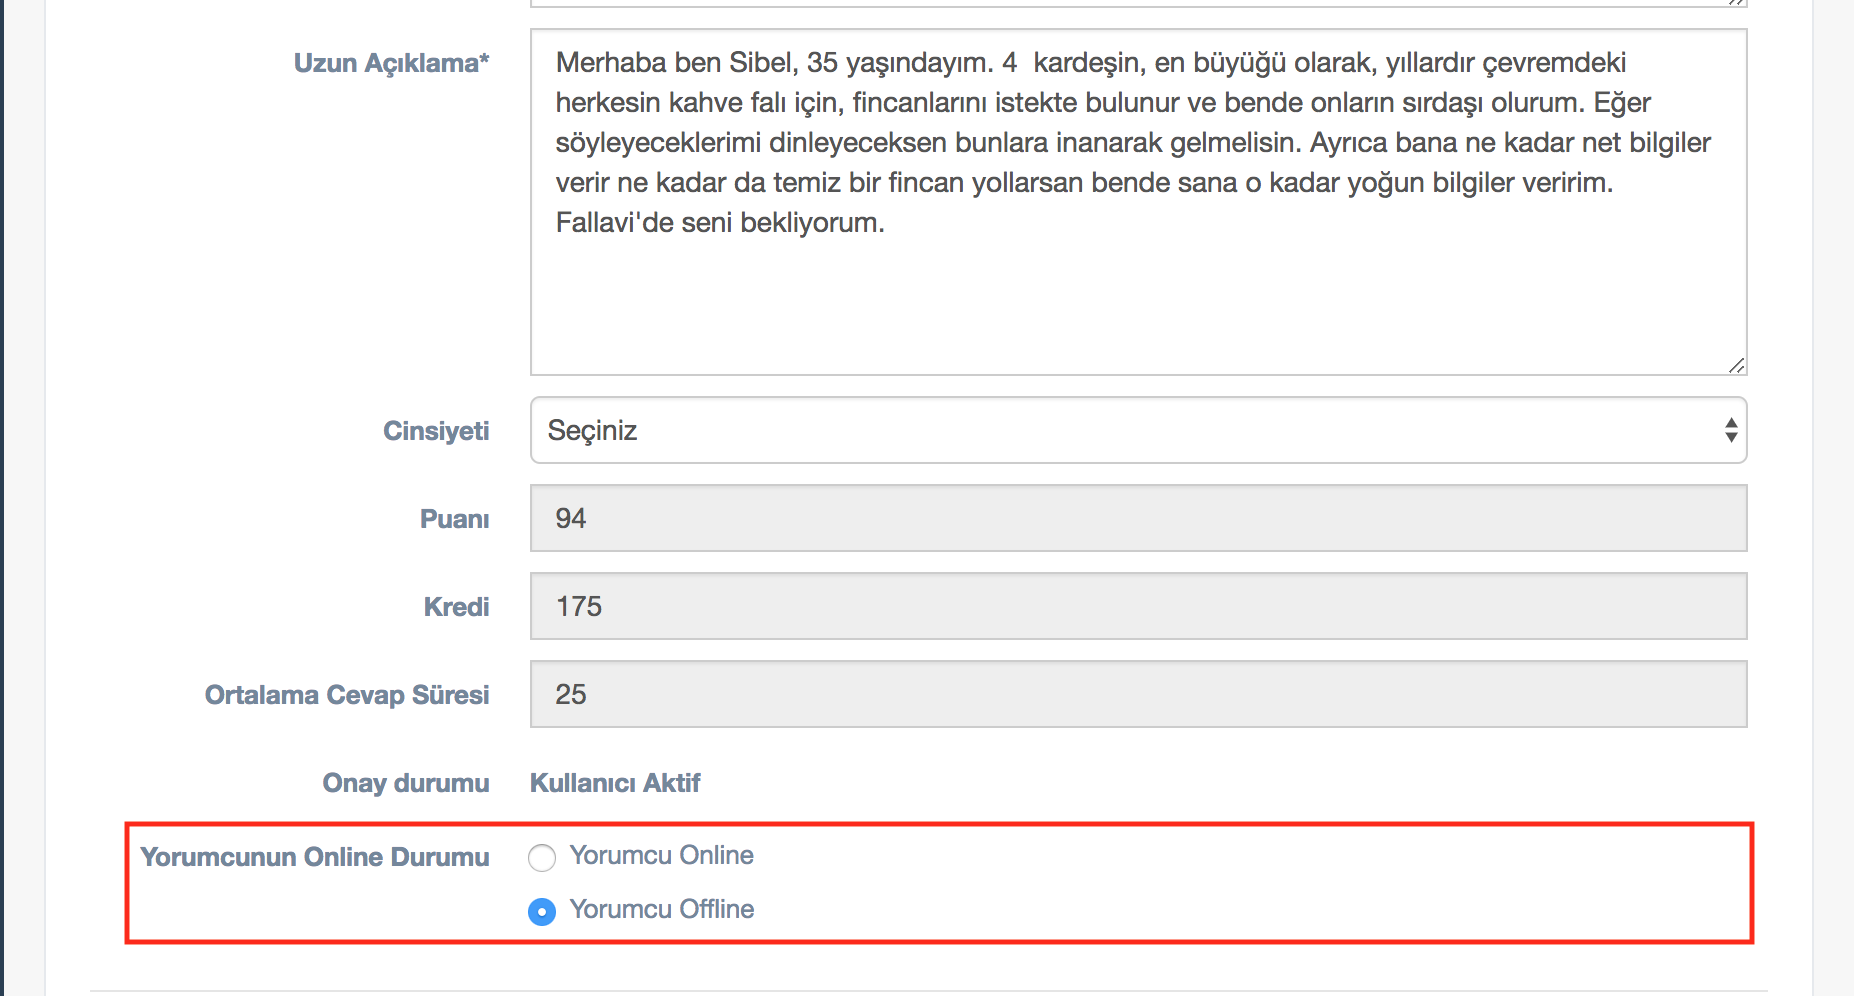 Uzun Açıklama*
Merhaba ben Sibel, 35 yaşındayım. 4  kardeşin, en büyüğü olarak, yıllardır çevremdeki
herkesin kahve falı için, fincanlarını istekte bulunur ve bende onların sırdaşı olurum. Eğer
söyleyeceklerimi dinleyeceksen bunlara inanarak gelmelisin. Ayrıca bana ne kadar net bilgiler
verir ne kadar da temiz bir fincan yollarsan bende sana o kadar yoğun bilgiler veririm.
Fallavi'de seni bekliyorum.
Cinsiyeti Seçiniz
Puanı 94
Kredi 175
Ortalama Cevap Süresi 25
Onay durumu Kullanıcı Aktif
Yorumcunun Online Durumu Yorumcu Online
Yorumcu Offline